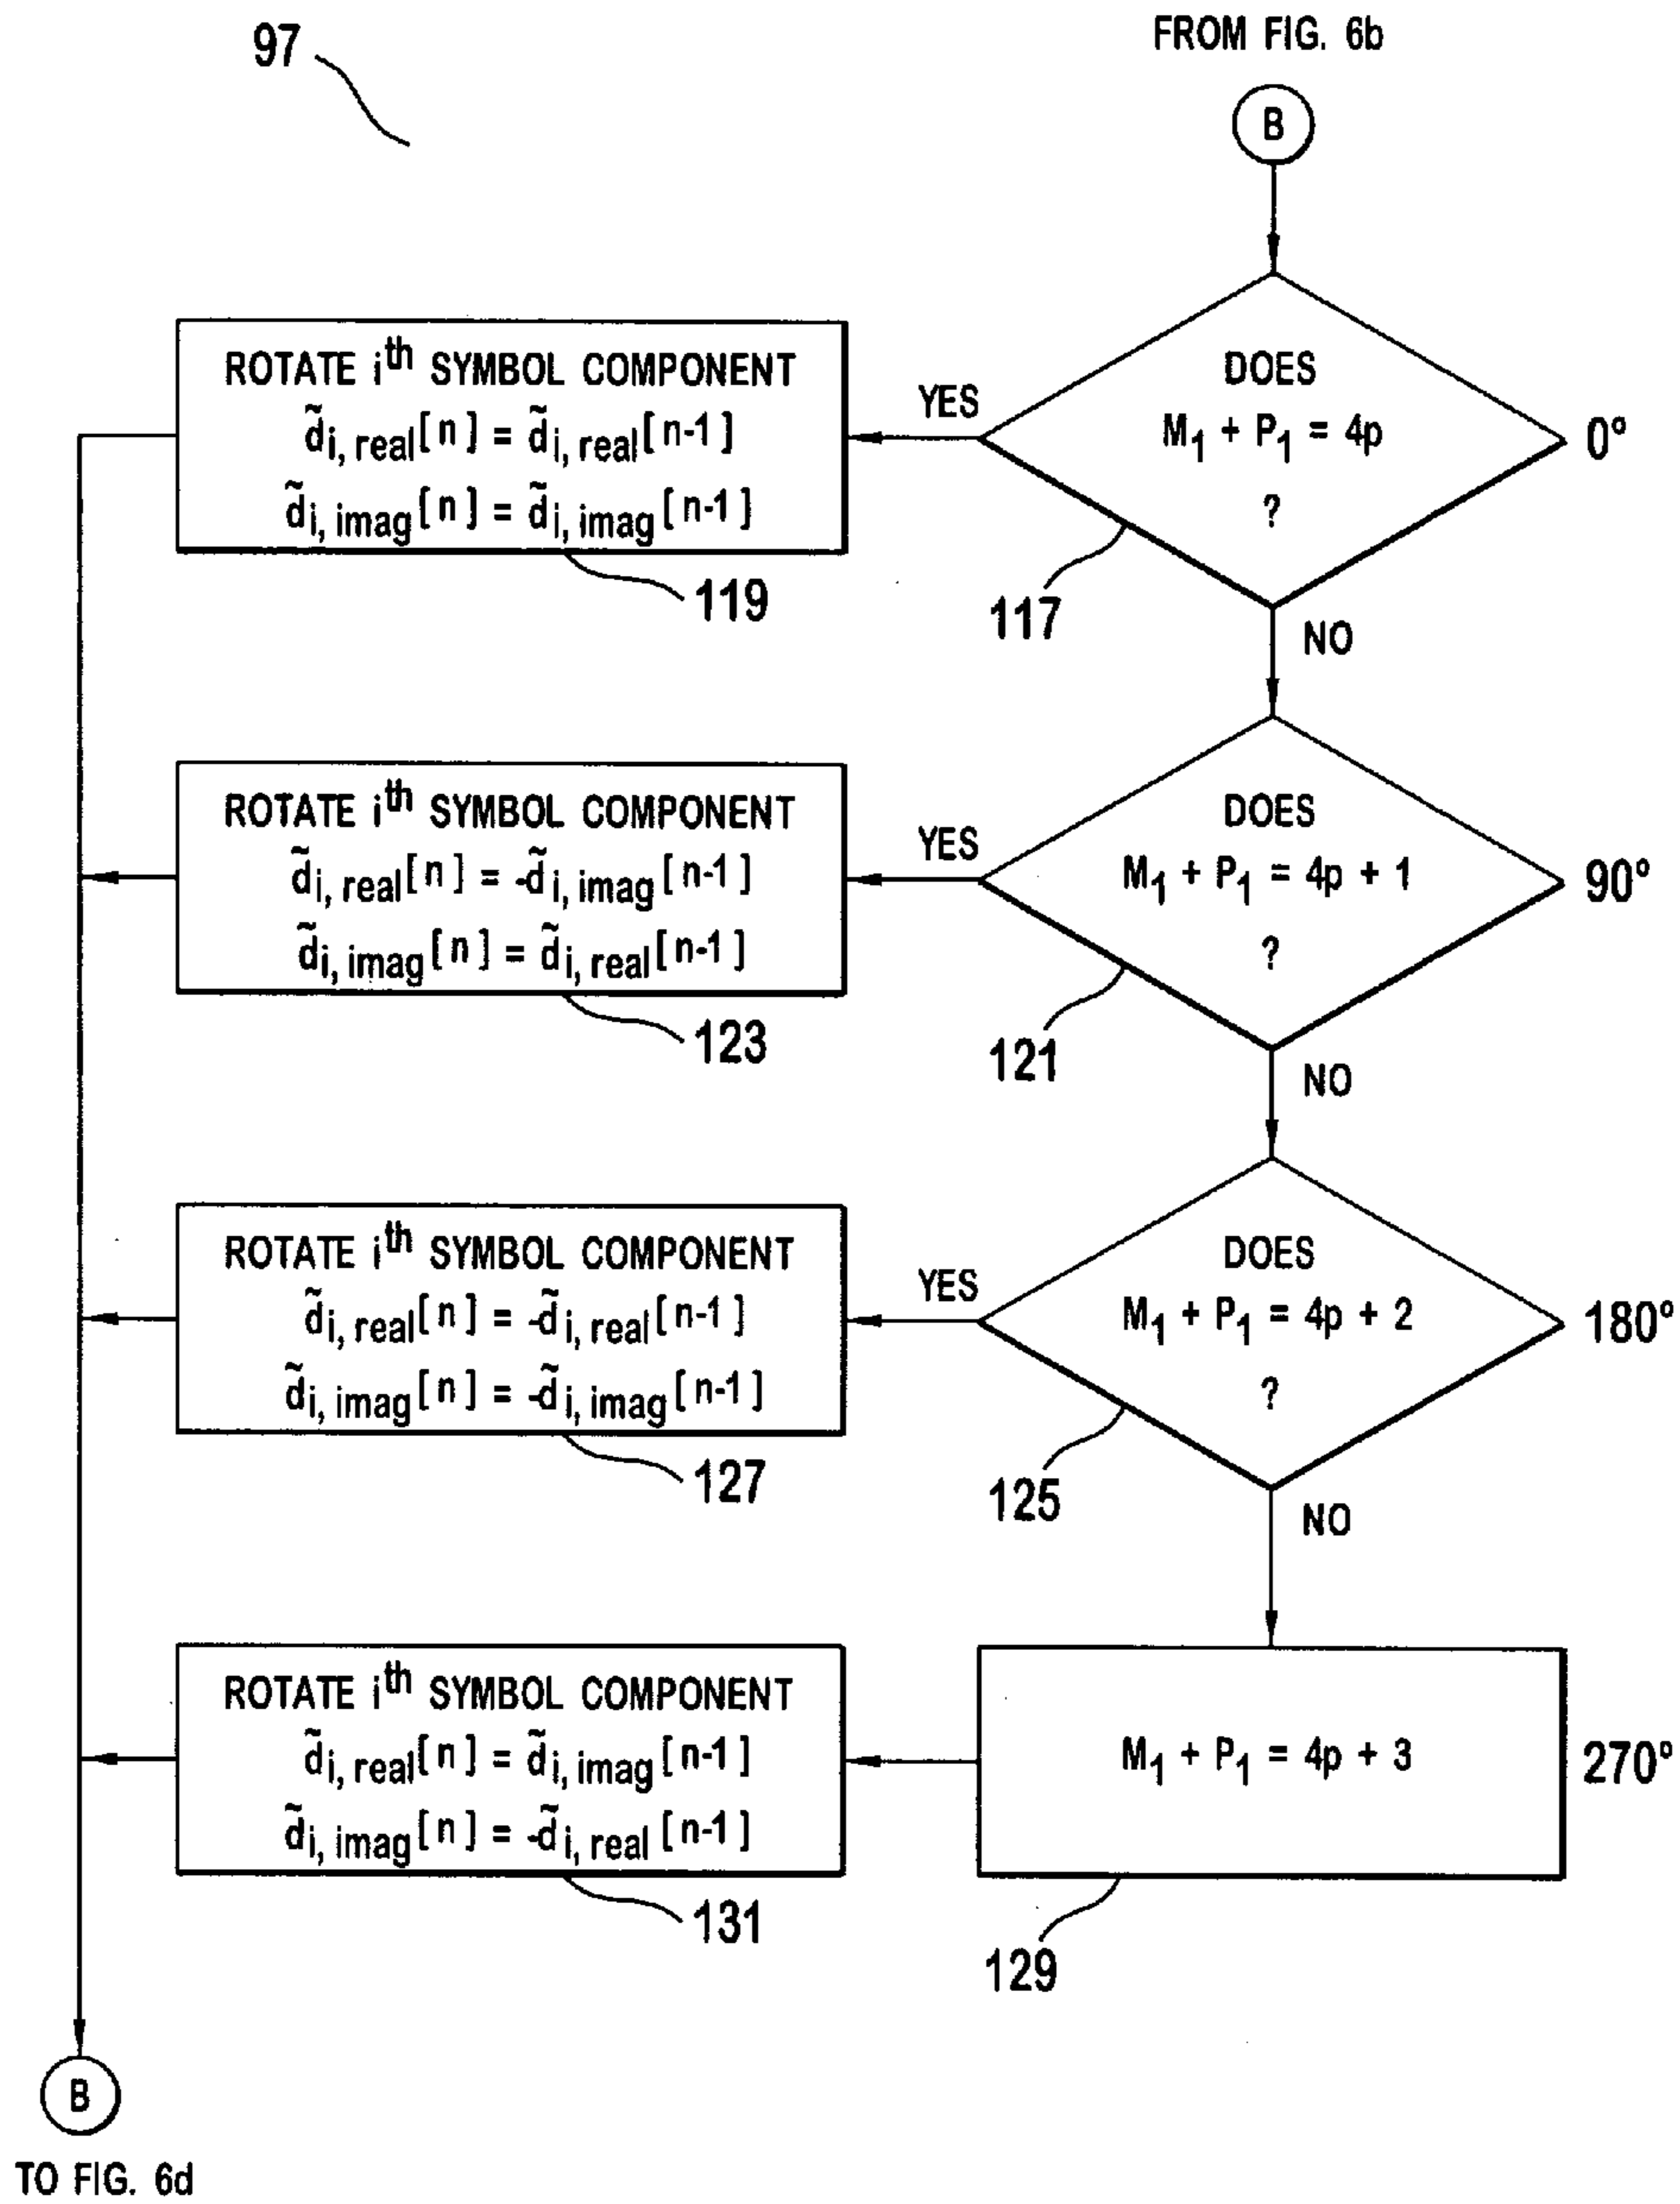 97
FROM FIG. 6b
B
DOES
M₁ + P₁ = 4p
?
0°
117
YES
NO
ROTATE iᵗʰ SYMBOL COMPONENT
d̃i, real[n] = d̃i, real[n-1]
d̃i, imag[n] = d̃i, imag[n-1]
119
DOES
M₁ + P₁ = 4p + 1
?
90°
121
YES
NO
ROTATE iᵗʰ SYMBOL COMPONENT
d̃i, real[n] = -d̃i, imag[n-1]
d̃i, imag[n] = d̃i, real[n-1]
123
DOES
M₁ + P₁ = 4p + 2
?
180°
125
YES
NO
ROTATE iᵗʰ SYMBOL COMPONENT
d̃i, real[n] = -d̃i, real[n-1]
d̃i, imag[n] = -d̃i, imag[n-1]
127
M₁ + P₁ = 4p + 3
270°
129
ROTATE iᵗʰ SYMBOL COMPONENT
d̃i, real[n] = d̃i, imag[n-1]
d̃i, imag[n] = -d̃i, real[n-1]
131
B
TO FIG. 6d